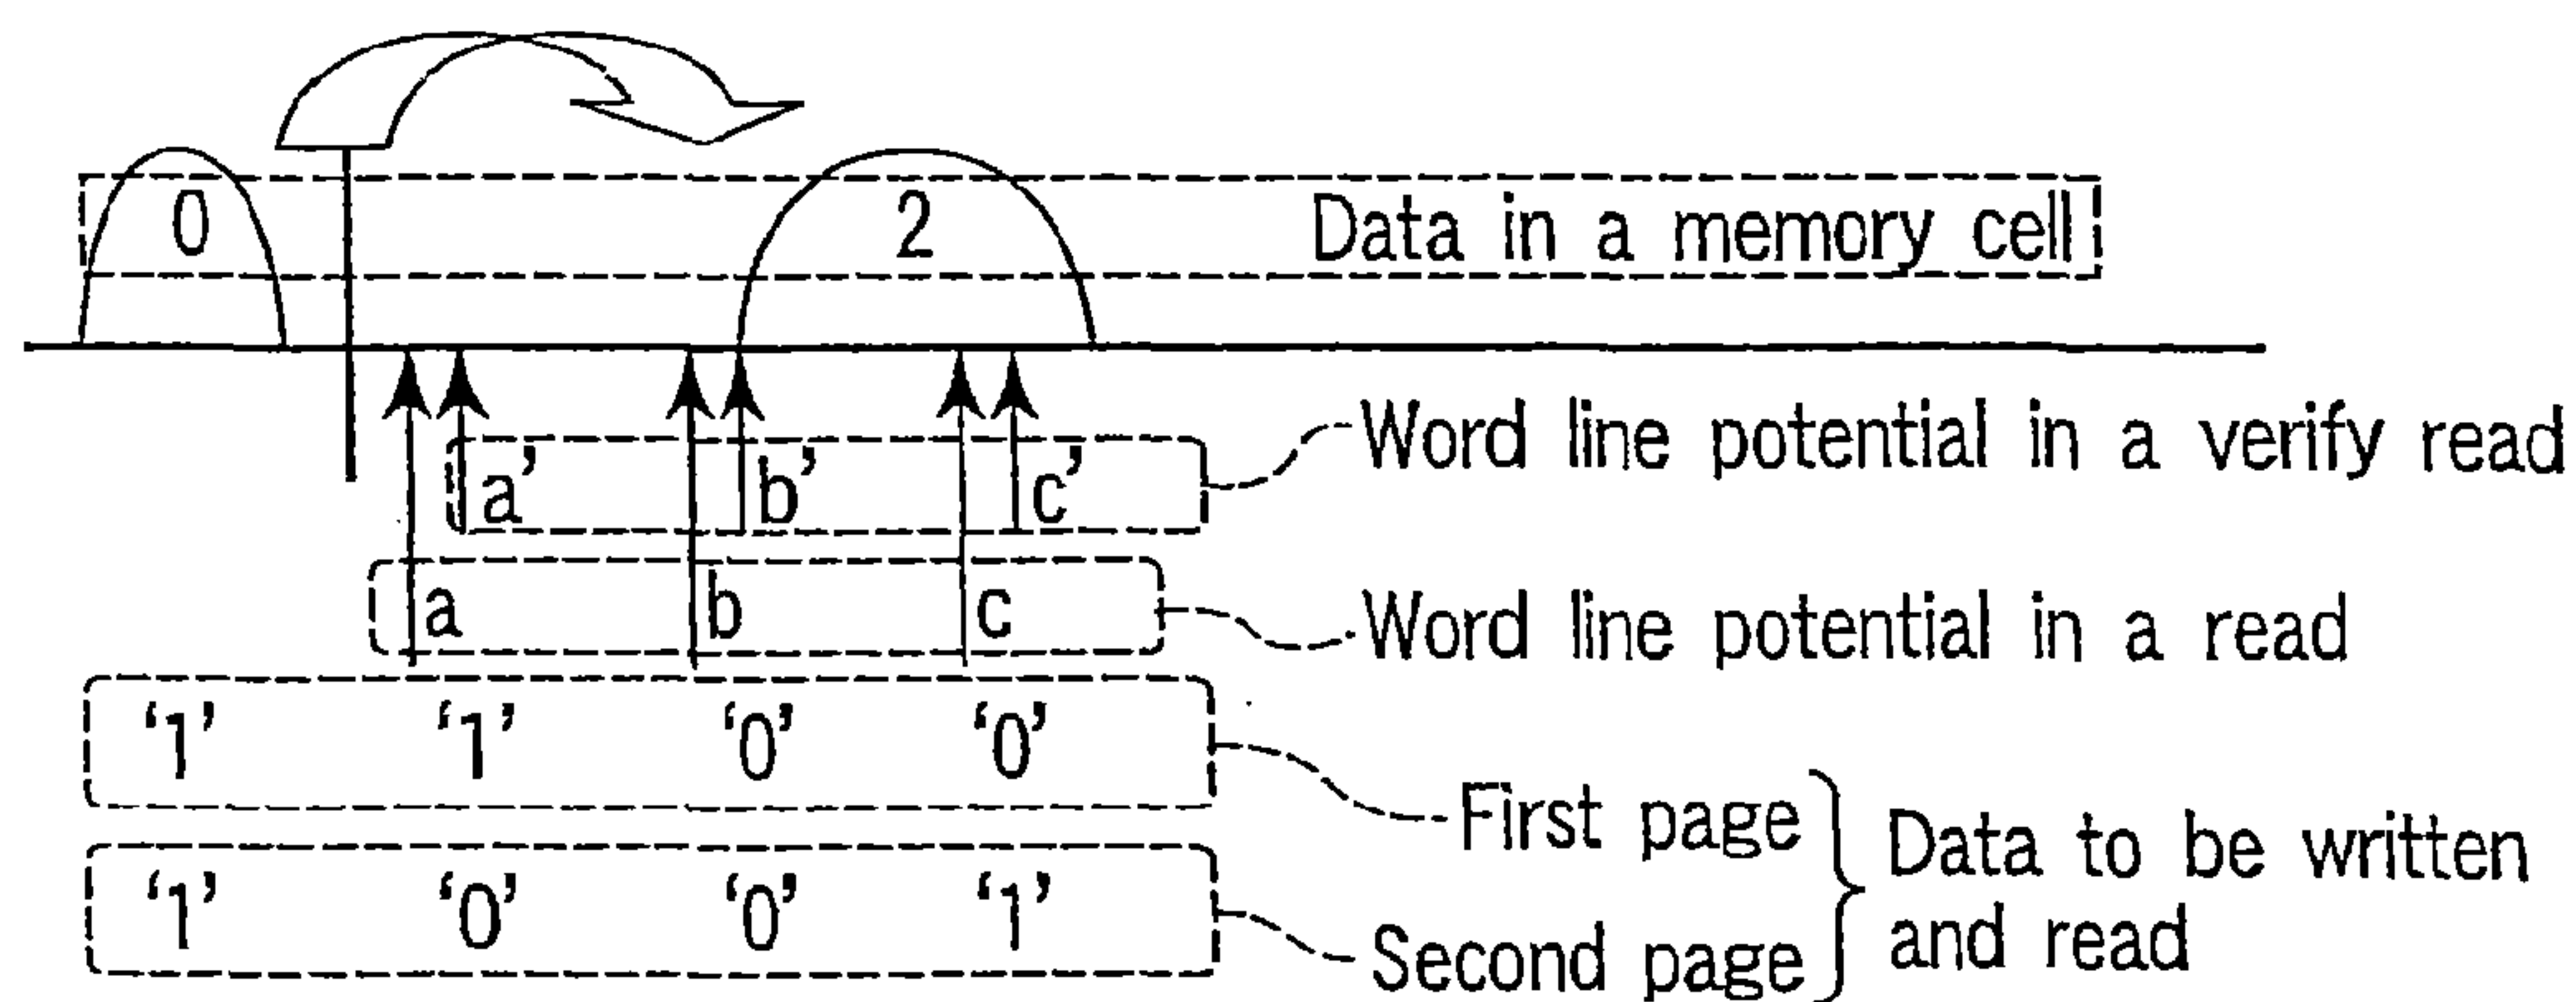 0 2 Data in a memory cell
a' b' c' Word line potential in a verify read
a b c Word line potential in a read
‘1’ ‘1’ ‘0’ ‘0’
First page
‘1’ ‘0’ ‘0’ ‘1’
Second page
Data to be written
and read